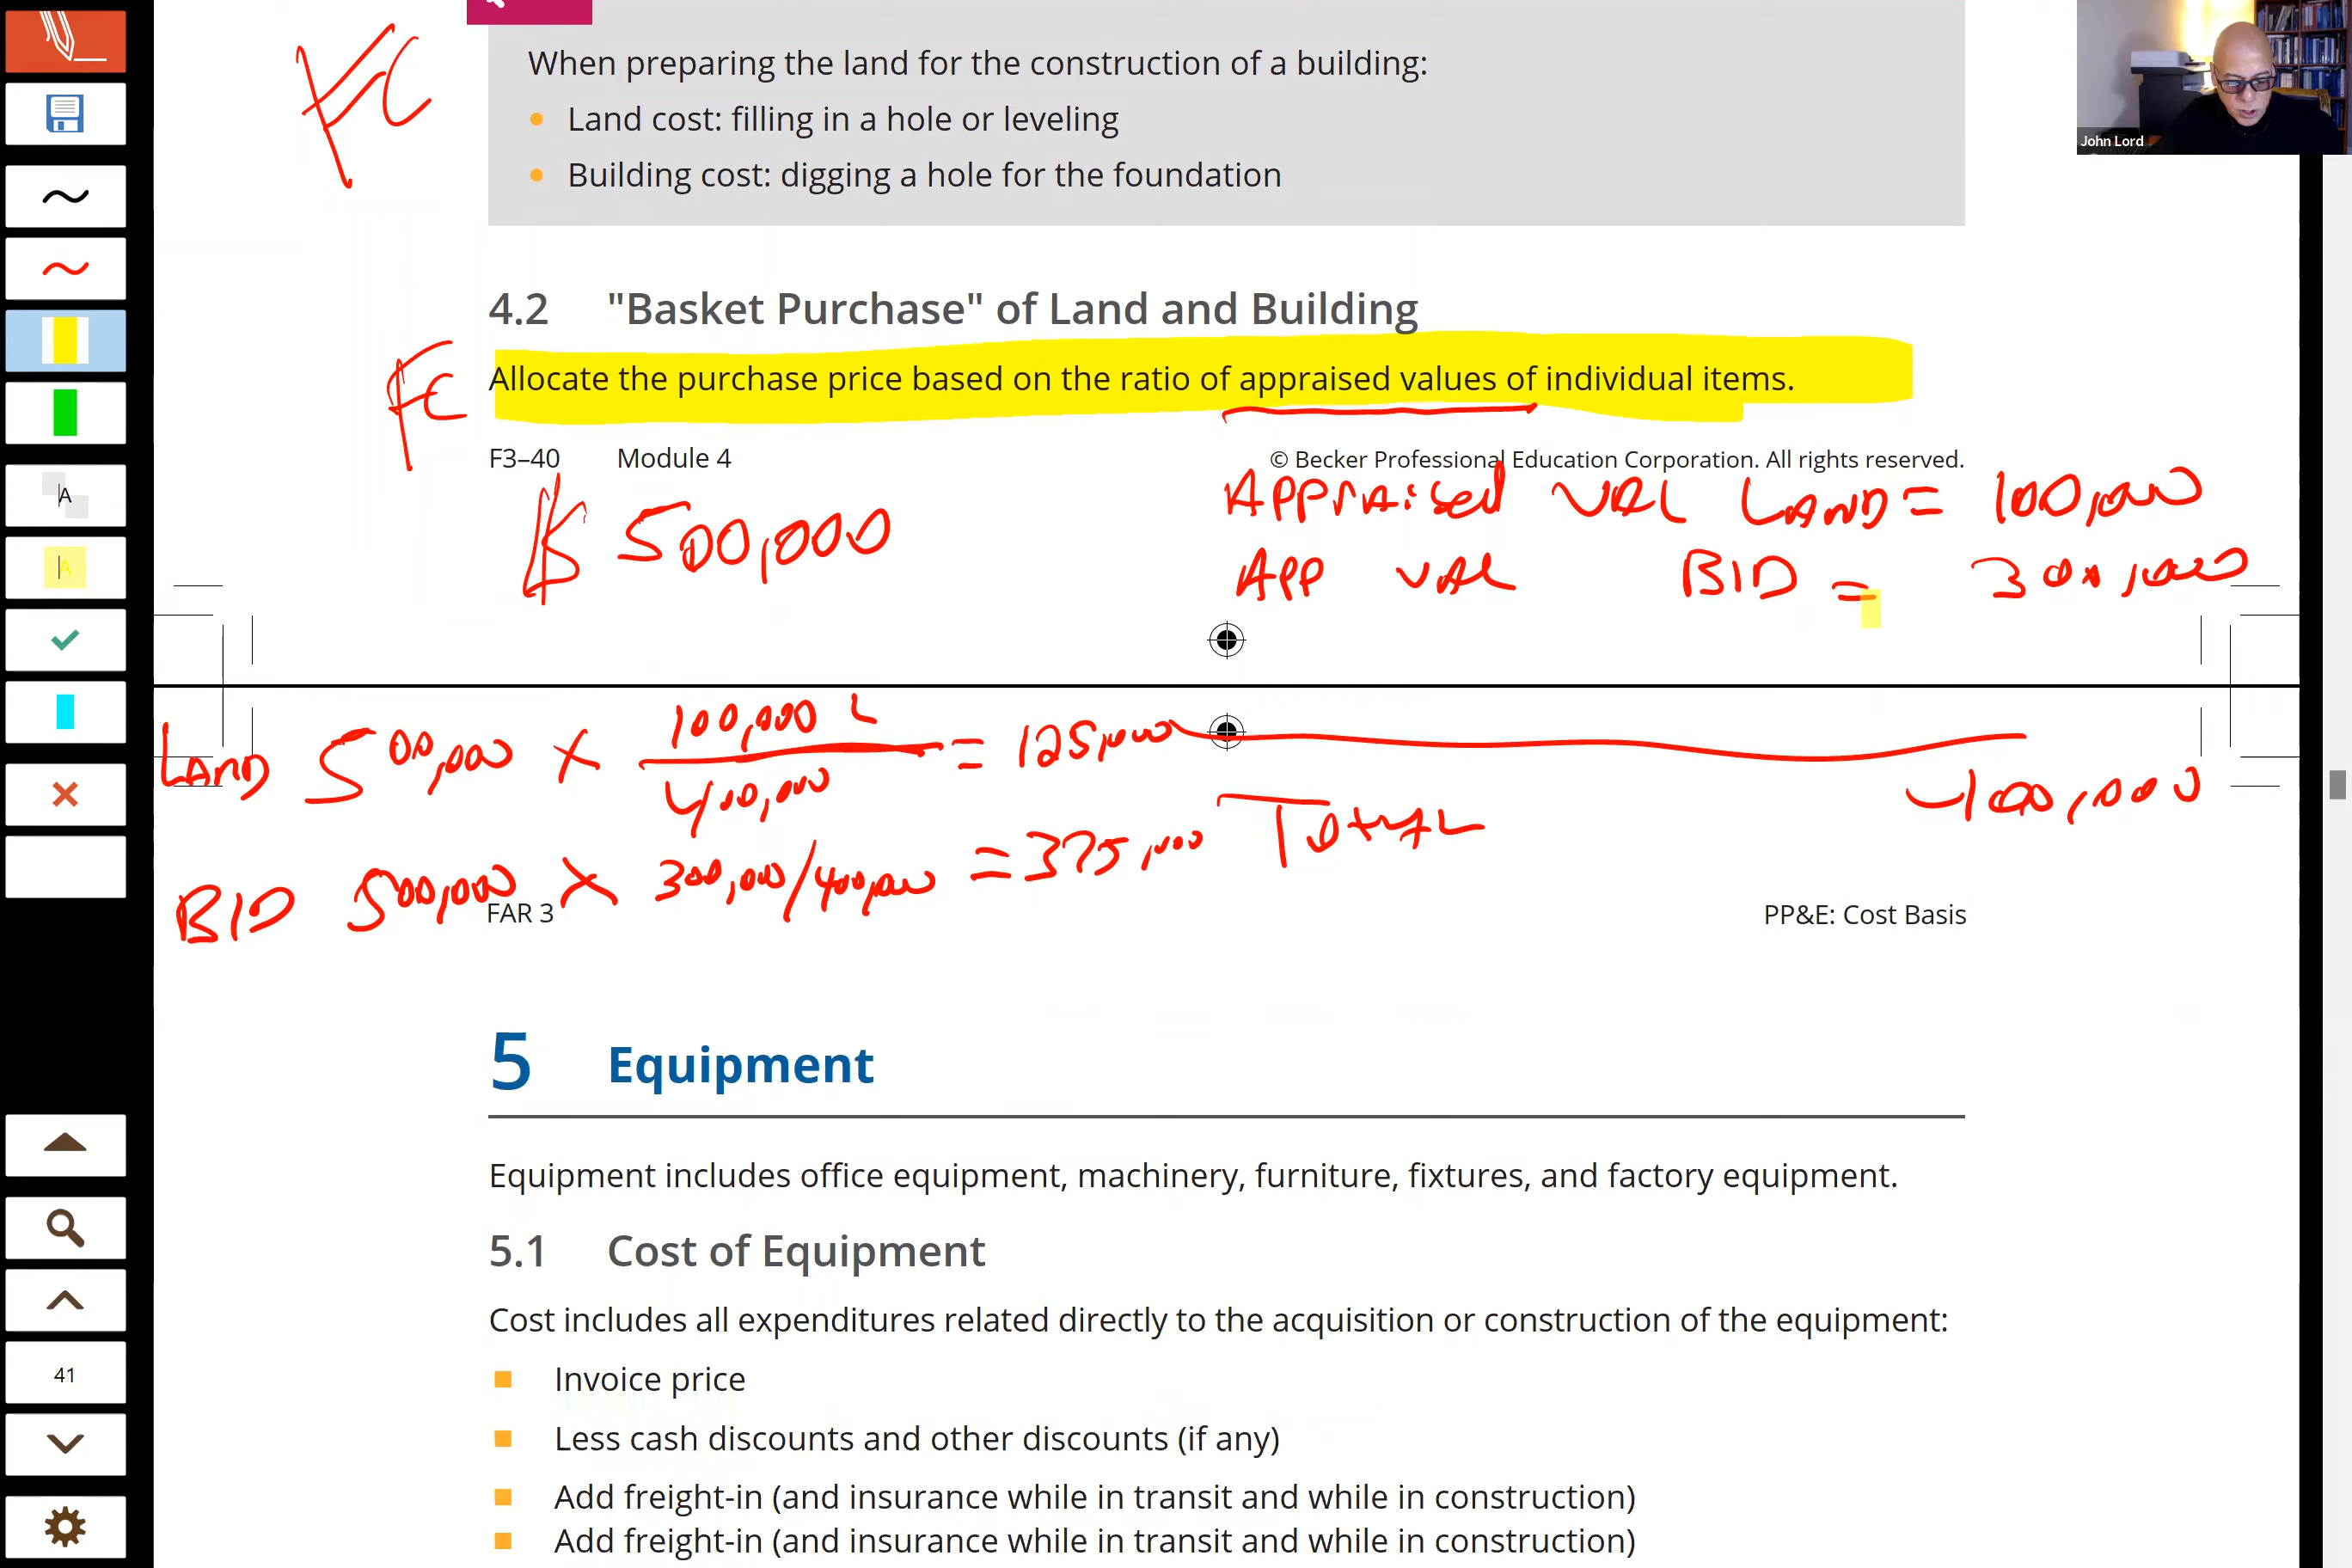 FC
When preparing the land for the construction of a building:
Land cost: filling in a hole or leveling
Building cost: digging a hole for the foundation
John Lord
4.2 "Basket Purchase" of Land and Building
FC Allocate the purchase price based on the ratio of appraised values of individual items.
F3–40 Module 4 © Becker Professional Education Corporation. All rights reserved.
$ 500,000
Appraised VAL LAND = 100,000
APP VAL BLD = 300,000
LAND 500,000 X 100,000 L
400,000
= 125,000
Total 400,000
BLD 500,000 X 300,000/400,000 = 375,000
FAR 3 PP&E: Cost Basis
5 Equipment
Equipment includes office equipment, machinery, furniture, fixtures, and factory equipment.
5.1 Cost of Equipment
Cost includes all expenditures related directly to the acquisition or construction of the equipment:
Invoice price
Less cash discounts and other discounts (if any)
Add freight-in (and insurance while in transit and while in construction)
Add freight-in (and insurance while in transit and while in construction)
A
A
41